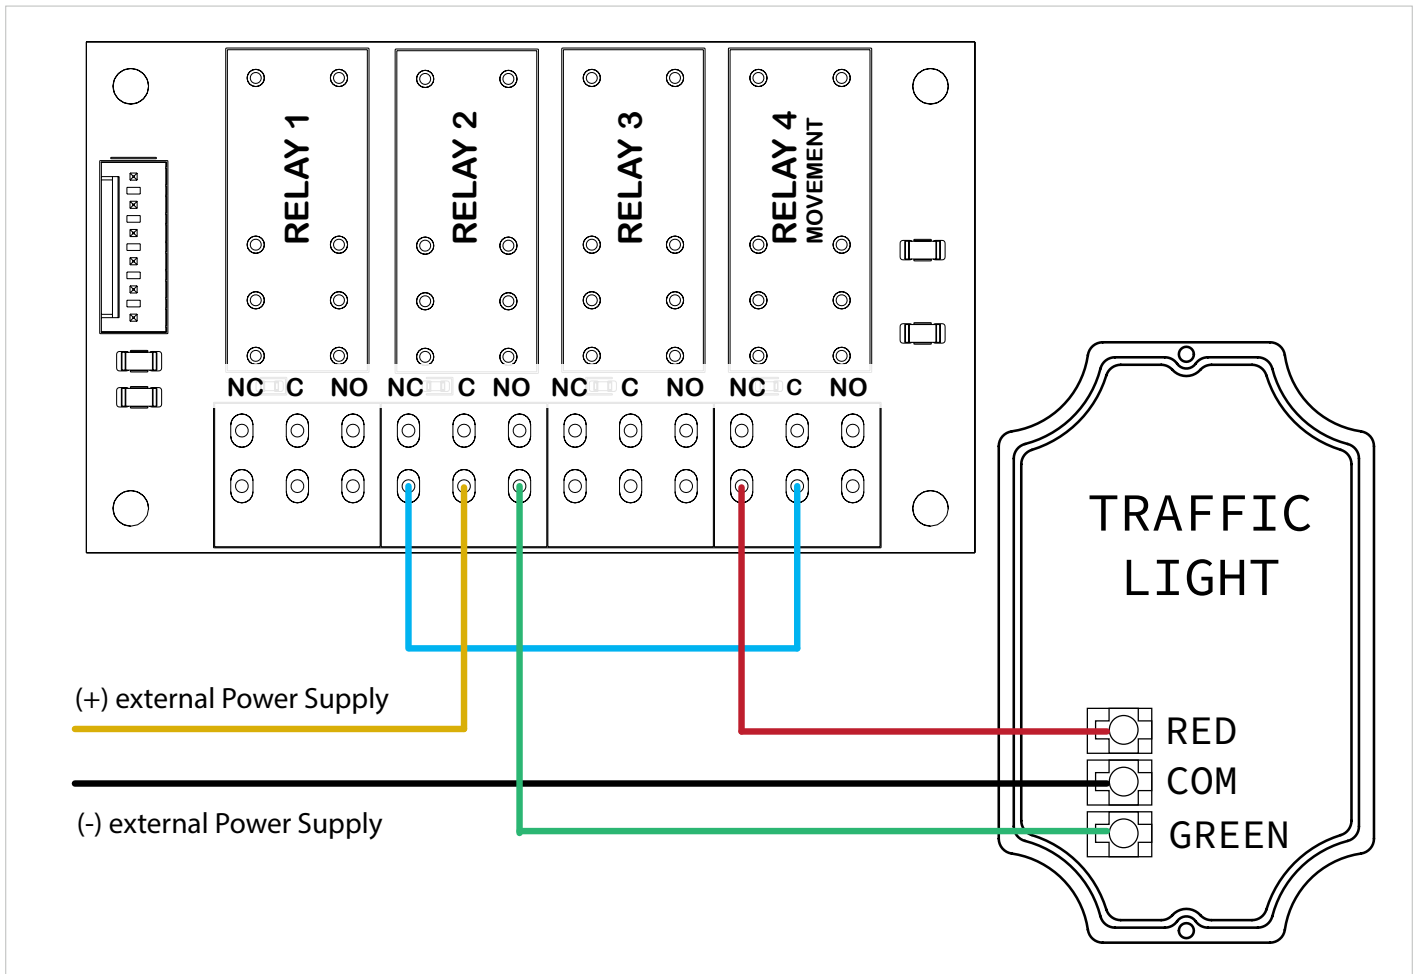 RELAY 1
RELAY 2
RELAY 3
RELAY 4
MOVEMENT
NC C NO NC C NO NC C NO NC C NO
TRAFFIC
LIGHT
(+) external Power Supply
RED
COM
(-) external Power Supply
GREEN